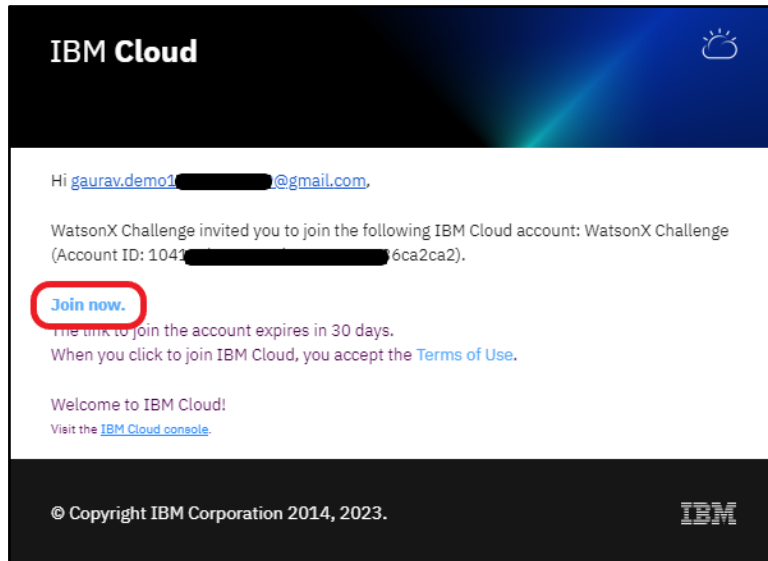 IBM Cloud
Hi gaurav.demo1 @gmail.com,
WatsonX Challenge invited you to join the following IBM Cloud account: WatsonX Challenge
(Account ID: 1041 6ca2ca2).
Join now.
The link to join the account expires in 30 days.
When you click to join IBM Cloud, you accept the Terms of Use.
Welcome to IBM Cloud!
Visit the IBM Cloud console.
© Copyright IBM Corporation 2014, 2023.
IBM